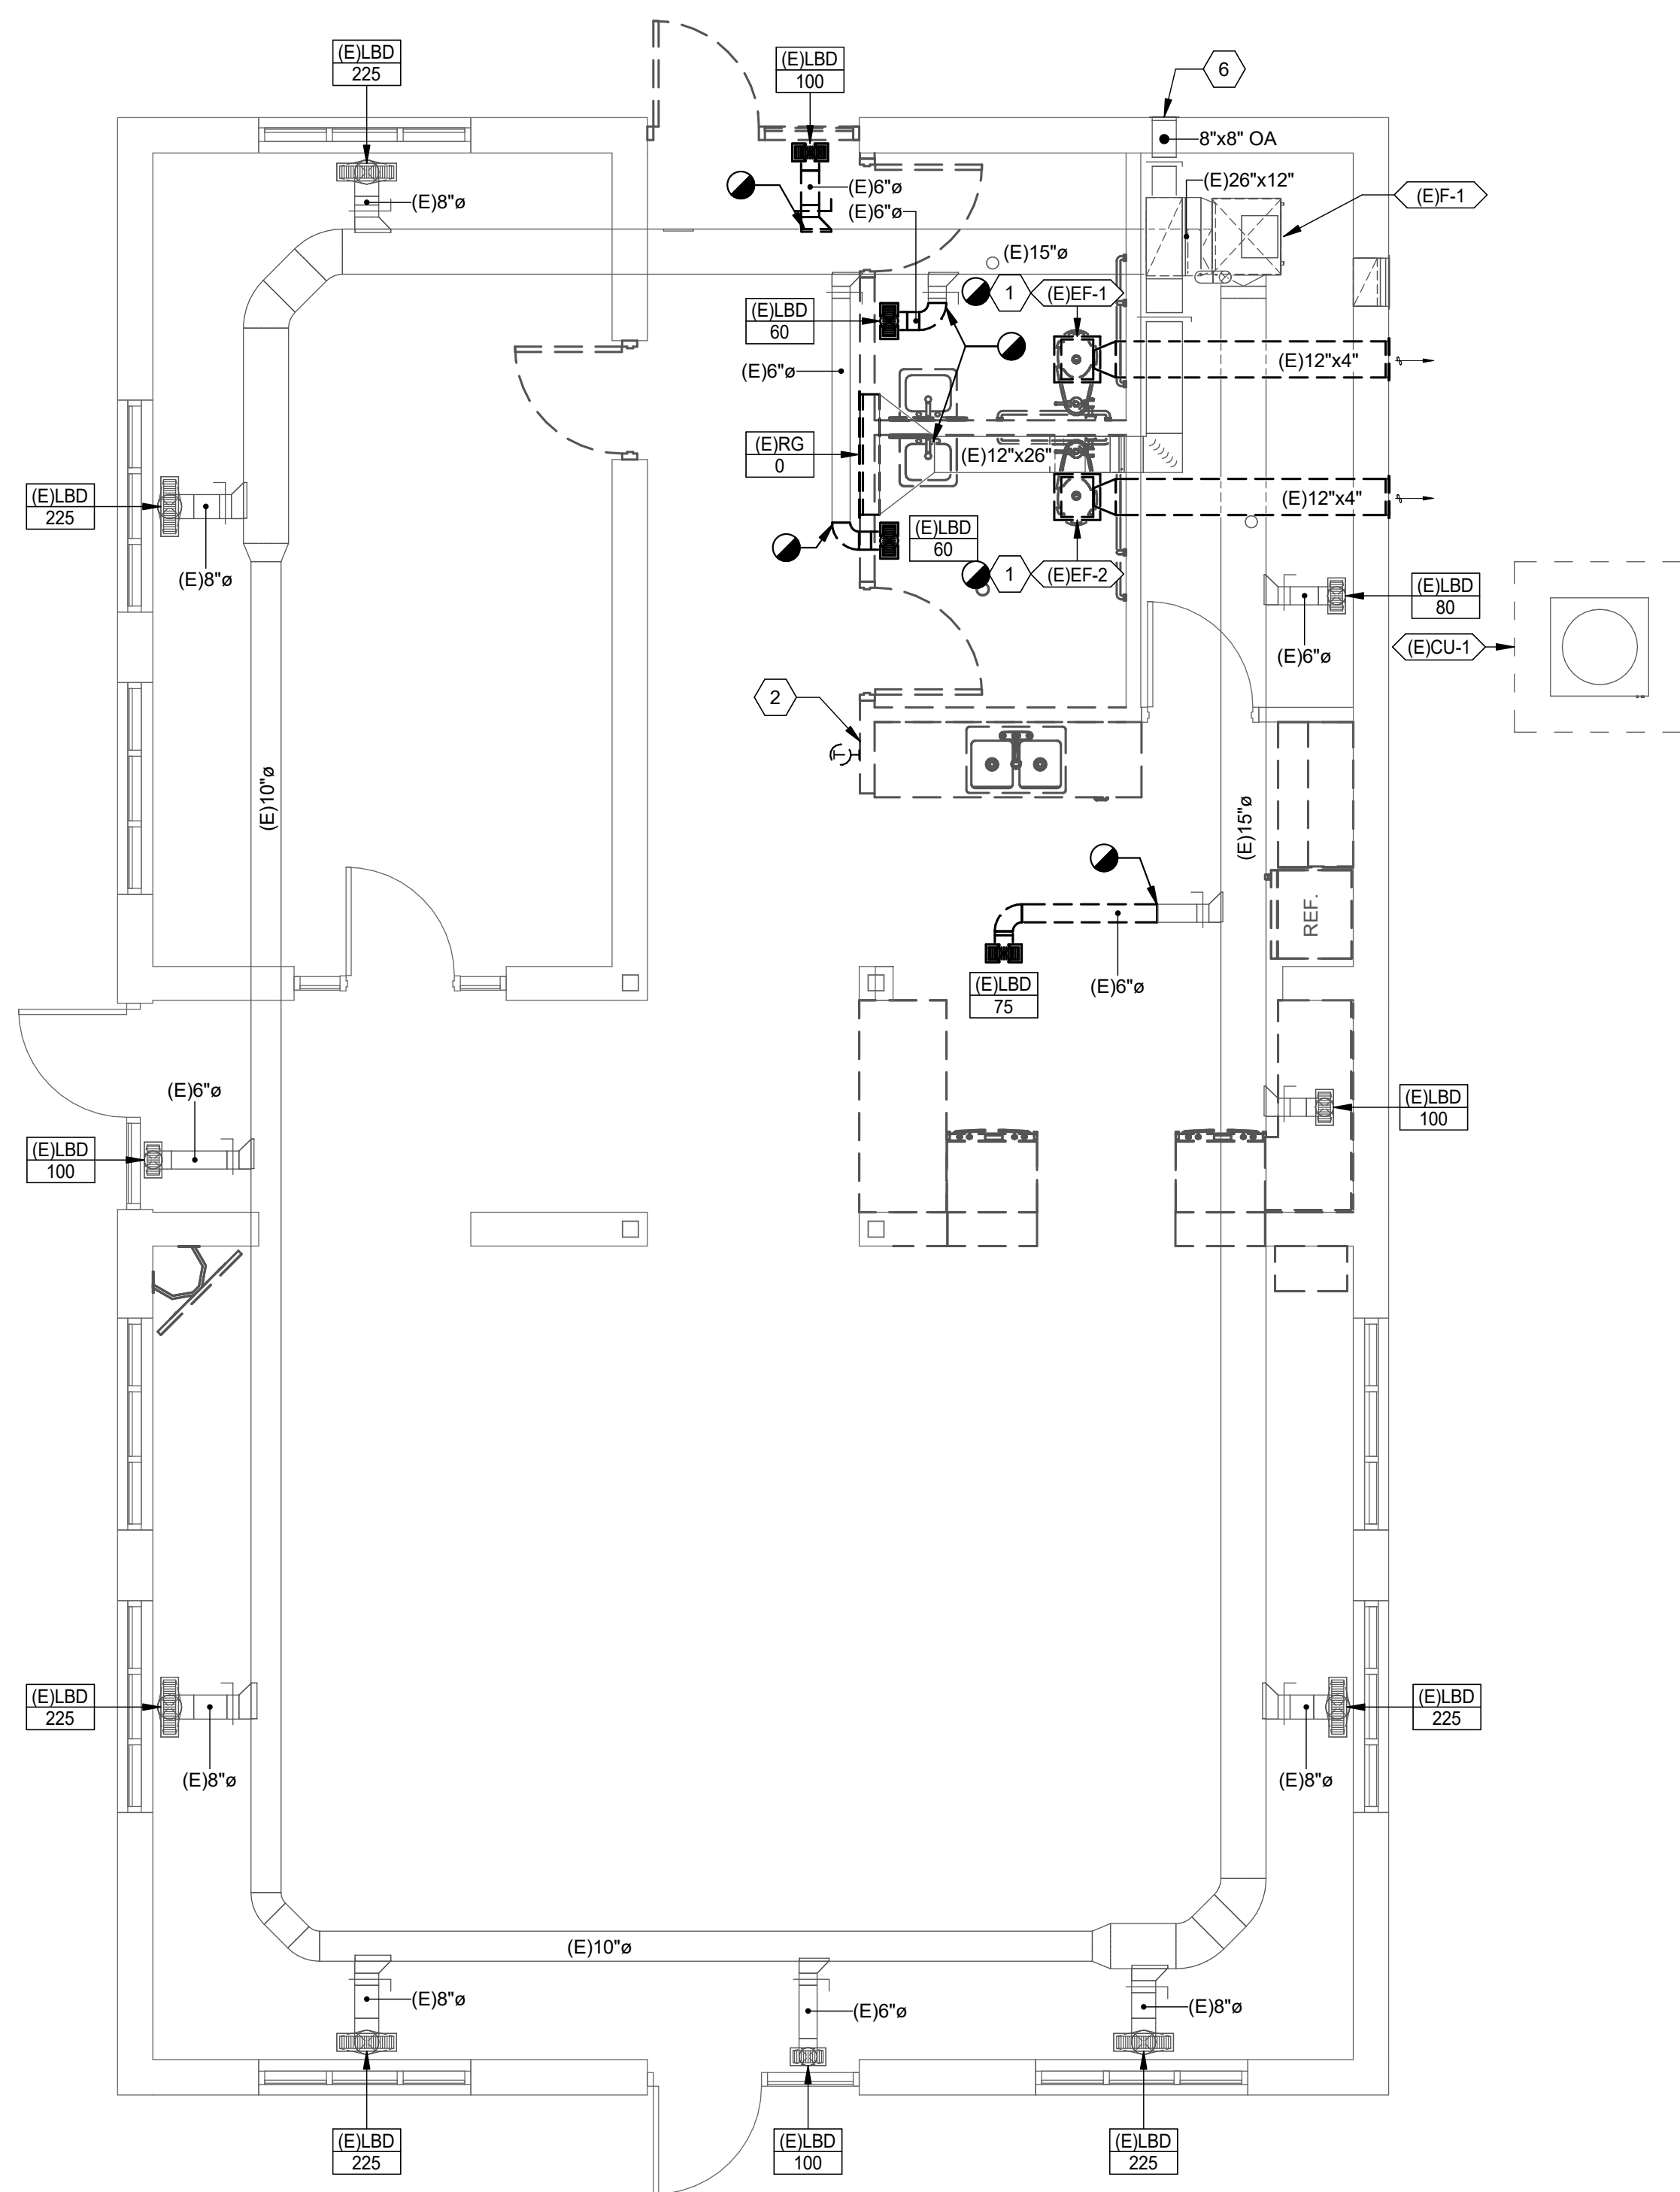 (E)LBD
225
(E)LBD
100
6
8"x8" OA
(E)26"x12"
(E)F-1
(E)8"ø
(E)6"ø
(E)6"ø
(E)15"ø
1
(E)EF-1
(E)LBD
60
(E)12"x4"
(E)6"ø
(E)RG
0
(E)12"x26"
(E)LBD
225
(E)12"x4"
(E)LBD
60
(E)8"ø
1
(E)EF-2
(E)LBD
80
(E)6"ø
(E)CU-1
2
T
(E)10"ø
(E)15"ø
REF.
(E)LBD
75
(E)6"ø
(E)6"ø
(E)LBD
100
(E)LBD
100
(E)LBD
225
(E)LBD
225
(E)8"ø
(E)8"ø
(E)10"ø
(E)8"ø
(E)6"ø
(E)8"ø
(E)LBD
225
(E)LBD
100
(E)LBD
225